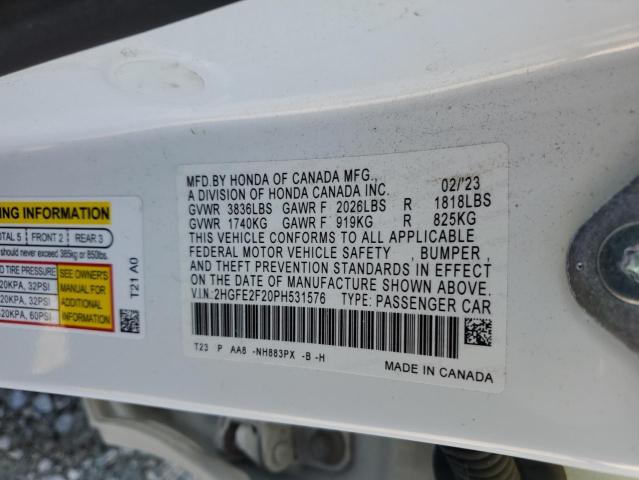 MFD.BY HONDA OF CANADA MFG.,
A DIVISION OF HONDA CANADA INC. 02/'23
GVWR 3836LBS GAWR F 2026LBS R 1818LBS
GVWR 1740KG GAWR F 919KG R 825KG
THIS VEHICLE CONFORMS TO ALL APPLICABLE
FEDERAL MOTOR VEHICLE SAFETY , BUMPER ,
AND THEFT PREVENTION STANDARDS IN EFFECT
ON THE DATE OF MANUFACTURE SHOWN ABOVE.
V.I.N: 2HGFE2F20PH531576 TYPE: PASSENGER CAR
T23 P AA8 -NH883PX -B -H
MADE IN CANADA
ING INFORMATION
TOTAL 5 FRONT 2 REAR 3
should never exceed 385kg or 850lbs.
TIRE PRESSURE
20KPA, 32PSI
20KPA, 32PSI
20KPA, 60PSI
SEE OWNER'S
MANUAL FOR
ADDITIONAL
INFORMATION
T21 A0